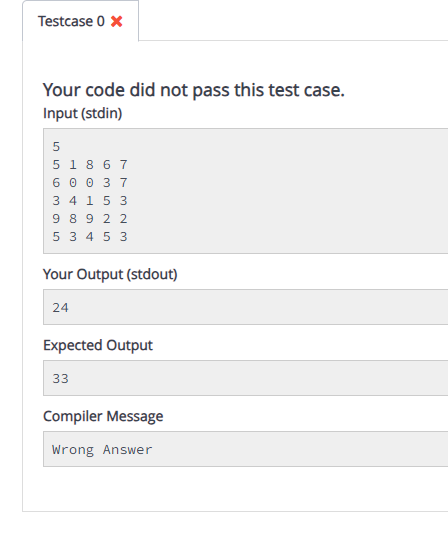 Testcase 0
Your code did not pass this test case.
Input (stdin)
5
5 1 8 6 7
6 0 0 3 7
3 4 1 5 3
9 8 9 2 2
5 3 4 5 3
Your Output (stdout)
24
Expected Output
33
Compiler Message
Wrong Answer